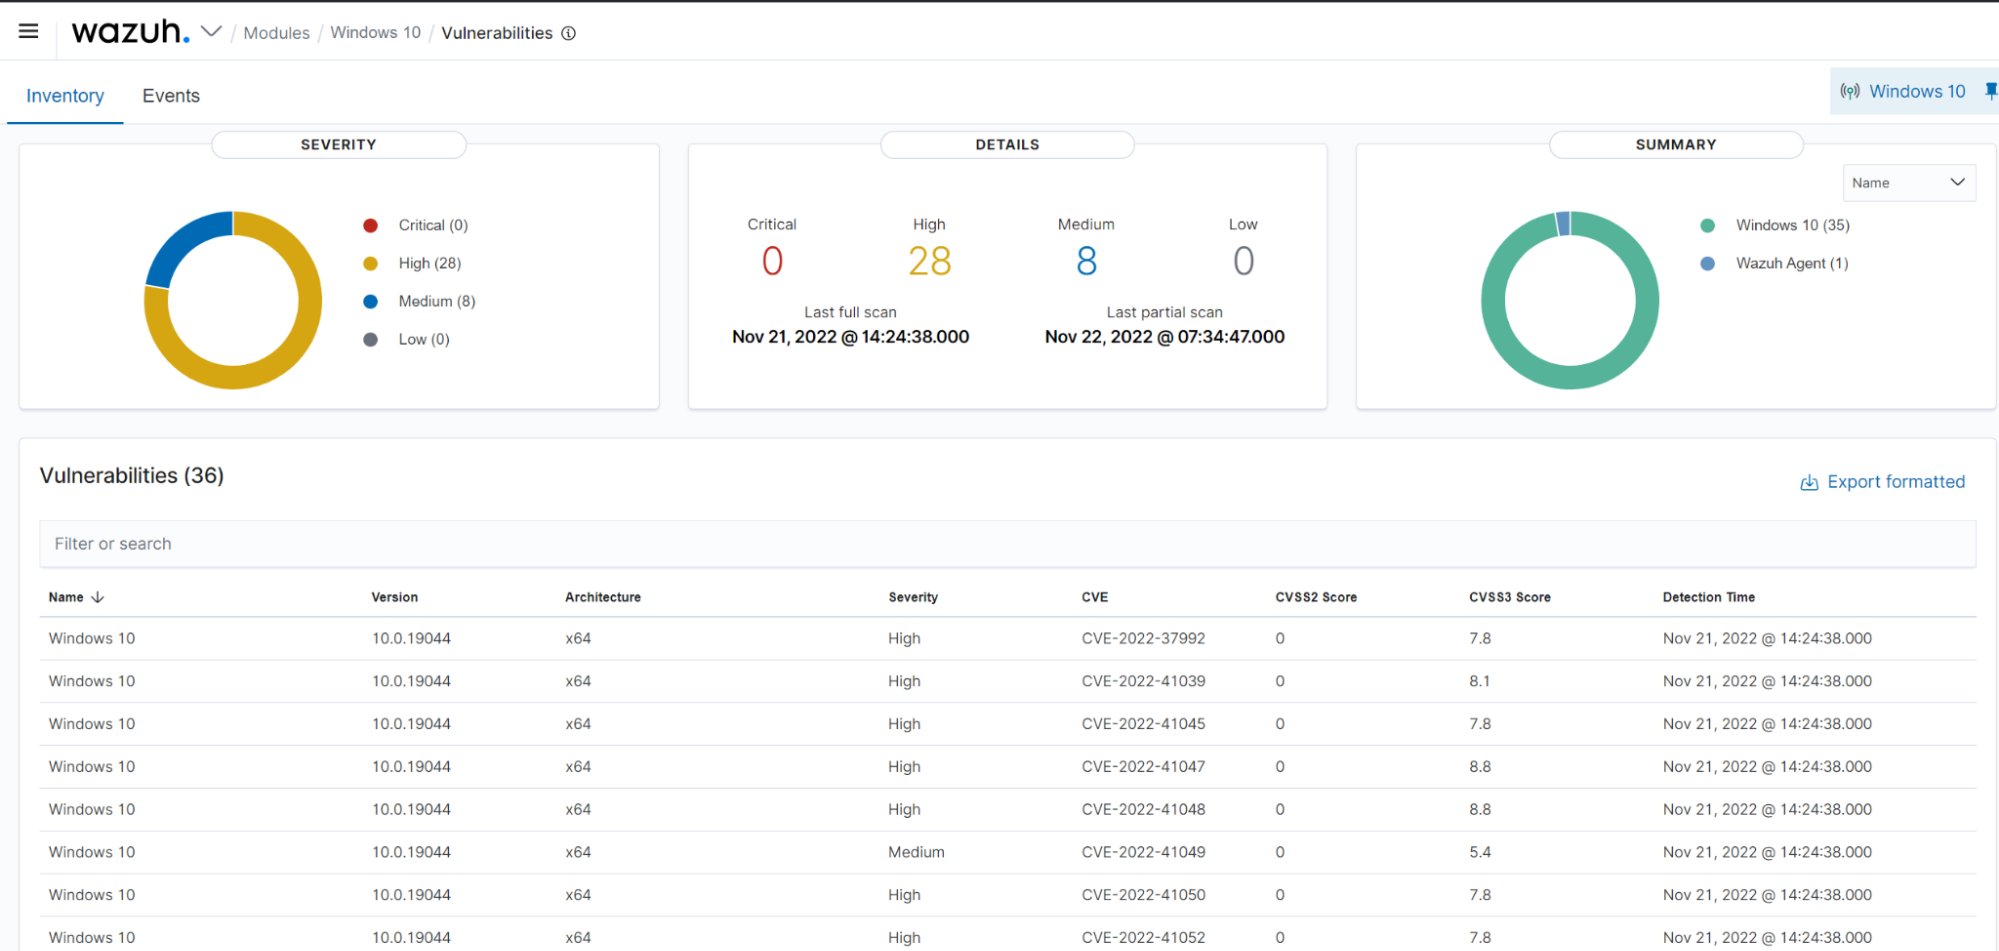 wazuh. / Modules / Windows 10 / Vulnerabilities
Inventory Events
Windows 10
SEVERITY
Critical (0)
High (28)
Medium (8)
Low (0)
DETAILS
Critical High Medium Low
0 28 8 0
Last full scan Last partial scan
Nov 21, 2022 @ 14:24:38.000 Nov 22, 2022 @ 07:34:47.000
SUMMARY
Name
Windows 10 (35)
Wazuh Agent (1)
Vulnerabilities (36)
Export formatted
Filter or search
Name Version Architecture Severity CVE CVSS2 Score CVSS3 Score Detection Time
Windows 10 10.0.19044 x64 High CVE-2022-37992 0 7.8 Nov 21, 2022 @ 14:24:38.000
Windows 10 10.0.19044 x64 High CVE-2022-41039 0 8.1 Nov 21, 2022 @ 14:24:38.000
Windows 10 10.0.19044 x64 High CVE-2022-41045 0 7.8 Nov 21, 2022 @ 14:24:38.000
Windows 10 10.0.19044 x64 High CVE-2022-41047 0 8.8 Nov 21, 2022 @ 14:24:38.000
Windows 10 10.0.19044 x64 High CVE-2022-41048 0 8.8 Nov 21, 2022 @ 14:24:38.000
Windows 10 10.0.19044 x64 Medium CVE-2022-41049 0 5.4 Nov 21, 2022 @ 14:24:38.000
Windows 10 10.0.19044 x64 High CVE-2022-41050 0 7.8 Nov 21, 2022 @ 14:24:38.000
Windows 10 10.0.19044 x64 High CVE-2022-41052 0 7.8 Nov 21, 2022 @ 14:24:38.000